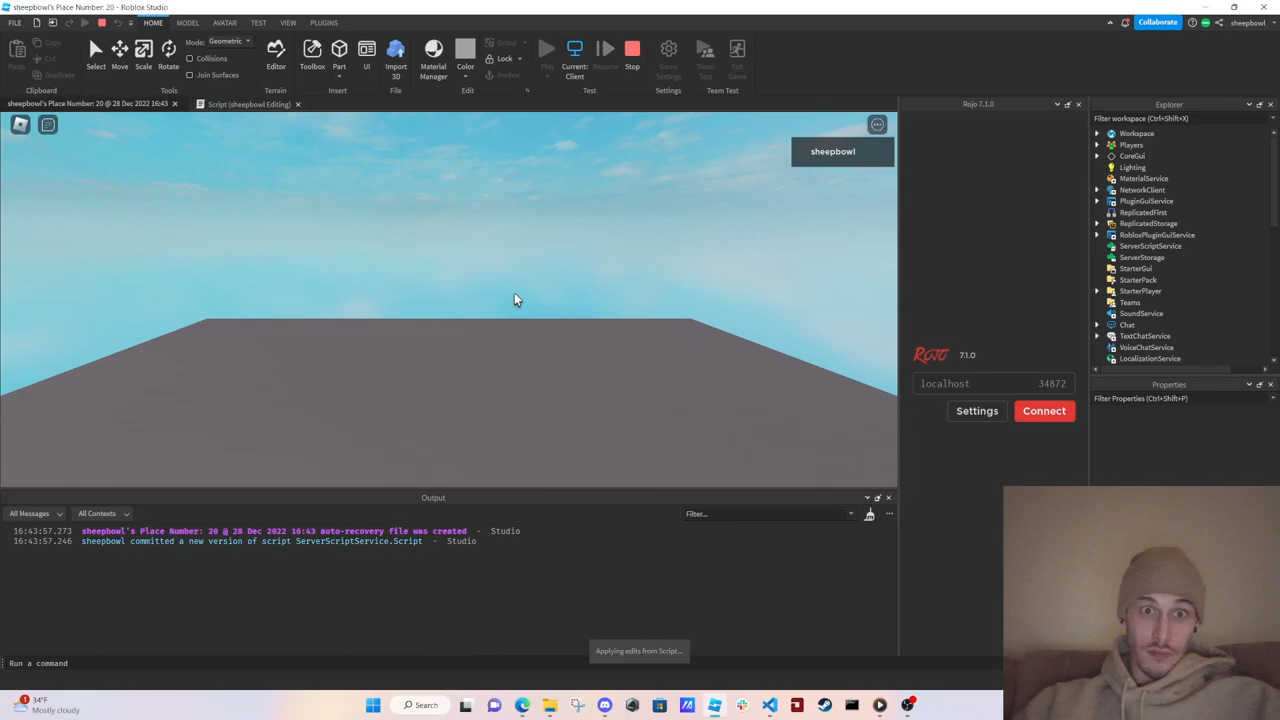 sheepbowl's Place Number: 20 - Roblox Studio
FILE
HOME
MODEL
AVATAR
TEST
VIEW
PLUGINS
Collaborate
sheepbowl
Paste
Copy
Cut
Duplicate
Clipboard
Select
Move
Scale
Rotate
Mode: Geometric
Collisions
Join Surfaces
Tools
Editor
Terrain
Toolbox
Part
UI
Insert
Import 3D
File
Material Manager
Color
Group
Lock
Anchor
Edit
Play
Current: Client
Resume
Stop
Test
Game Settings
Settings
Team Test
Exit Game
Team Test
sheepbowl's Place Number: 20 @ 28 Dec 2022 16:43
Script (sheepbowl Editing)
Rojo 7.1.0
Explorer
sheepbowl
Filter workspace (Ctrl+Shift+X)
Workspace
Players
CoreGui
Lighting
MaterialService
NetworkClient
PluginGuiService
ReplicatedFirst
ReplicatedStorage
RobloxPluginGuiService
ServerScriptService
ServerStorage
StarterGui
StarterPack
StarterPlayer
Teams
SoundService
Chat
TextChatService
VoiceChatService
LocalizationService
ROJO 7.1.0
localhost 34872
Settings
Connect
Properties
Filter Properties (Ctrl+Shift+P)
Output
All Messages
All Contexts
Filter...
16:43:57.273 sheepbowl's Place Number: 20 @ 28 Dec 2022 16:43 auto-recovery file was created - Studio
16:43:57.246 sheepbowl committed a new version of script ServerScriptService.Script - Studio
Applying edits from Script...
Run a command
1
34°F
Mostly cloudy
Search